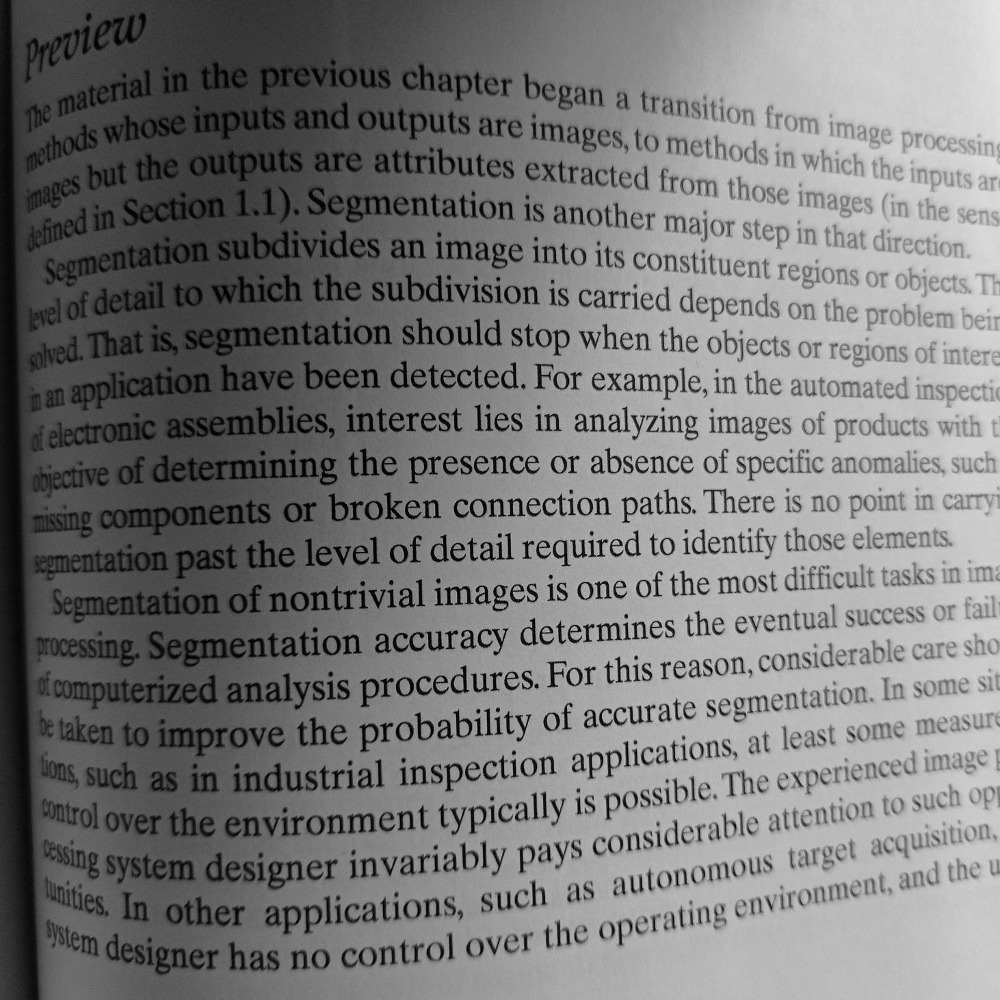 Preview
The material in the previous chapter began a transition from image processing
methods whose inputs and outputs are images, to methods in which the inputs are
images but the outputs are attributes extracted from those images (in the sens
defined in Section 1.1). Segmentation is another major step in that direction.
Segmentation subdivides an image into its constituent regions or objects. Th
level of detail to which the subdivision is carried depends on the problem bein
solved. That is, segmentation should stop when the objects or regions of intere
in an application have been detected. For example, in the automated inspectio
of electronic assemblies, interest lies in analyzing images of products with t
objective of determining the presence or absence of specific anomalies, such
missing components or broken connection paths. There is no point in carryi
segmentation past the level of detail required to identify those elements.
Segmentation of nontrivial images is one of the most difficult tasks in ima
processing. Segmentation accuracy determines the eventual success or fail
of computerized analysis procedures. For this reason, considerable care sho
be taken to improve the probability of accurate segmentation. In some sit
tions, such as in industrial inspection applications, at least some measure
control over the environment typically is possible. The experienced image p
cessing system designer invariably pays considerable attention to such opp
tunities. In other applications, such as autonomous target acquisition,
system designer has no control over the operating environment, and the u